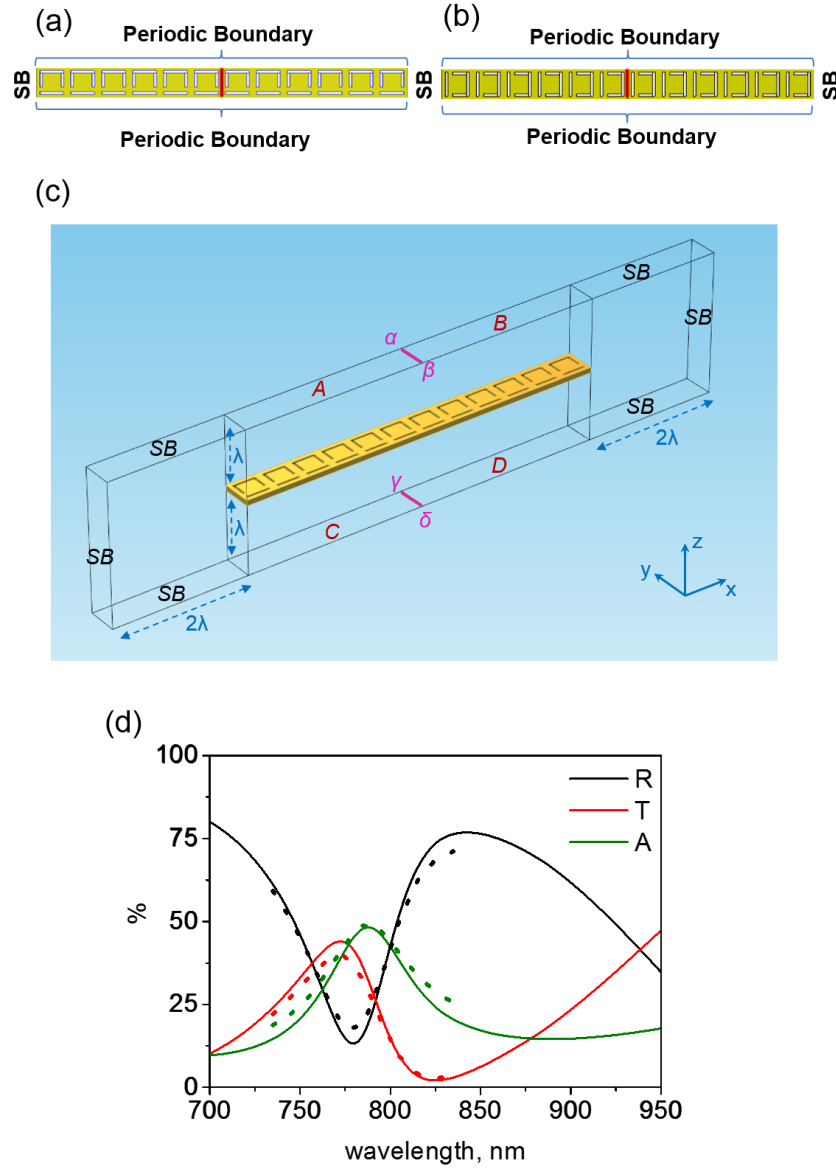 (a)
Periodic Boundary
SB
SB
Periodic Boundary
(b)
Periodic Boundary
SB
Periodic Boundary
(c)
SB
α
B
A
β
SB
SB
λ
SB
λ
γ
D
2λ
C
δ
SB
SB
2λ
z
y
x
(d)
100
75
50
25
0
%
R
T
A
700 750 800 850 900 950
wavelength, nm